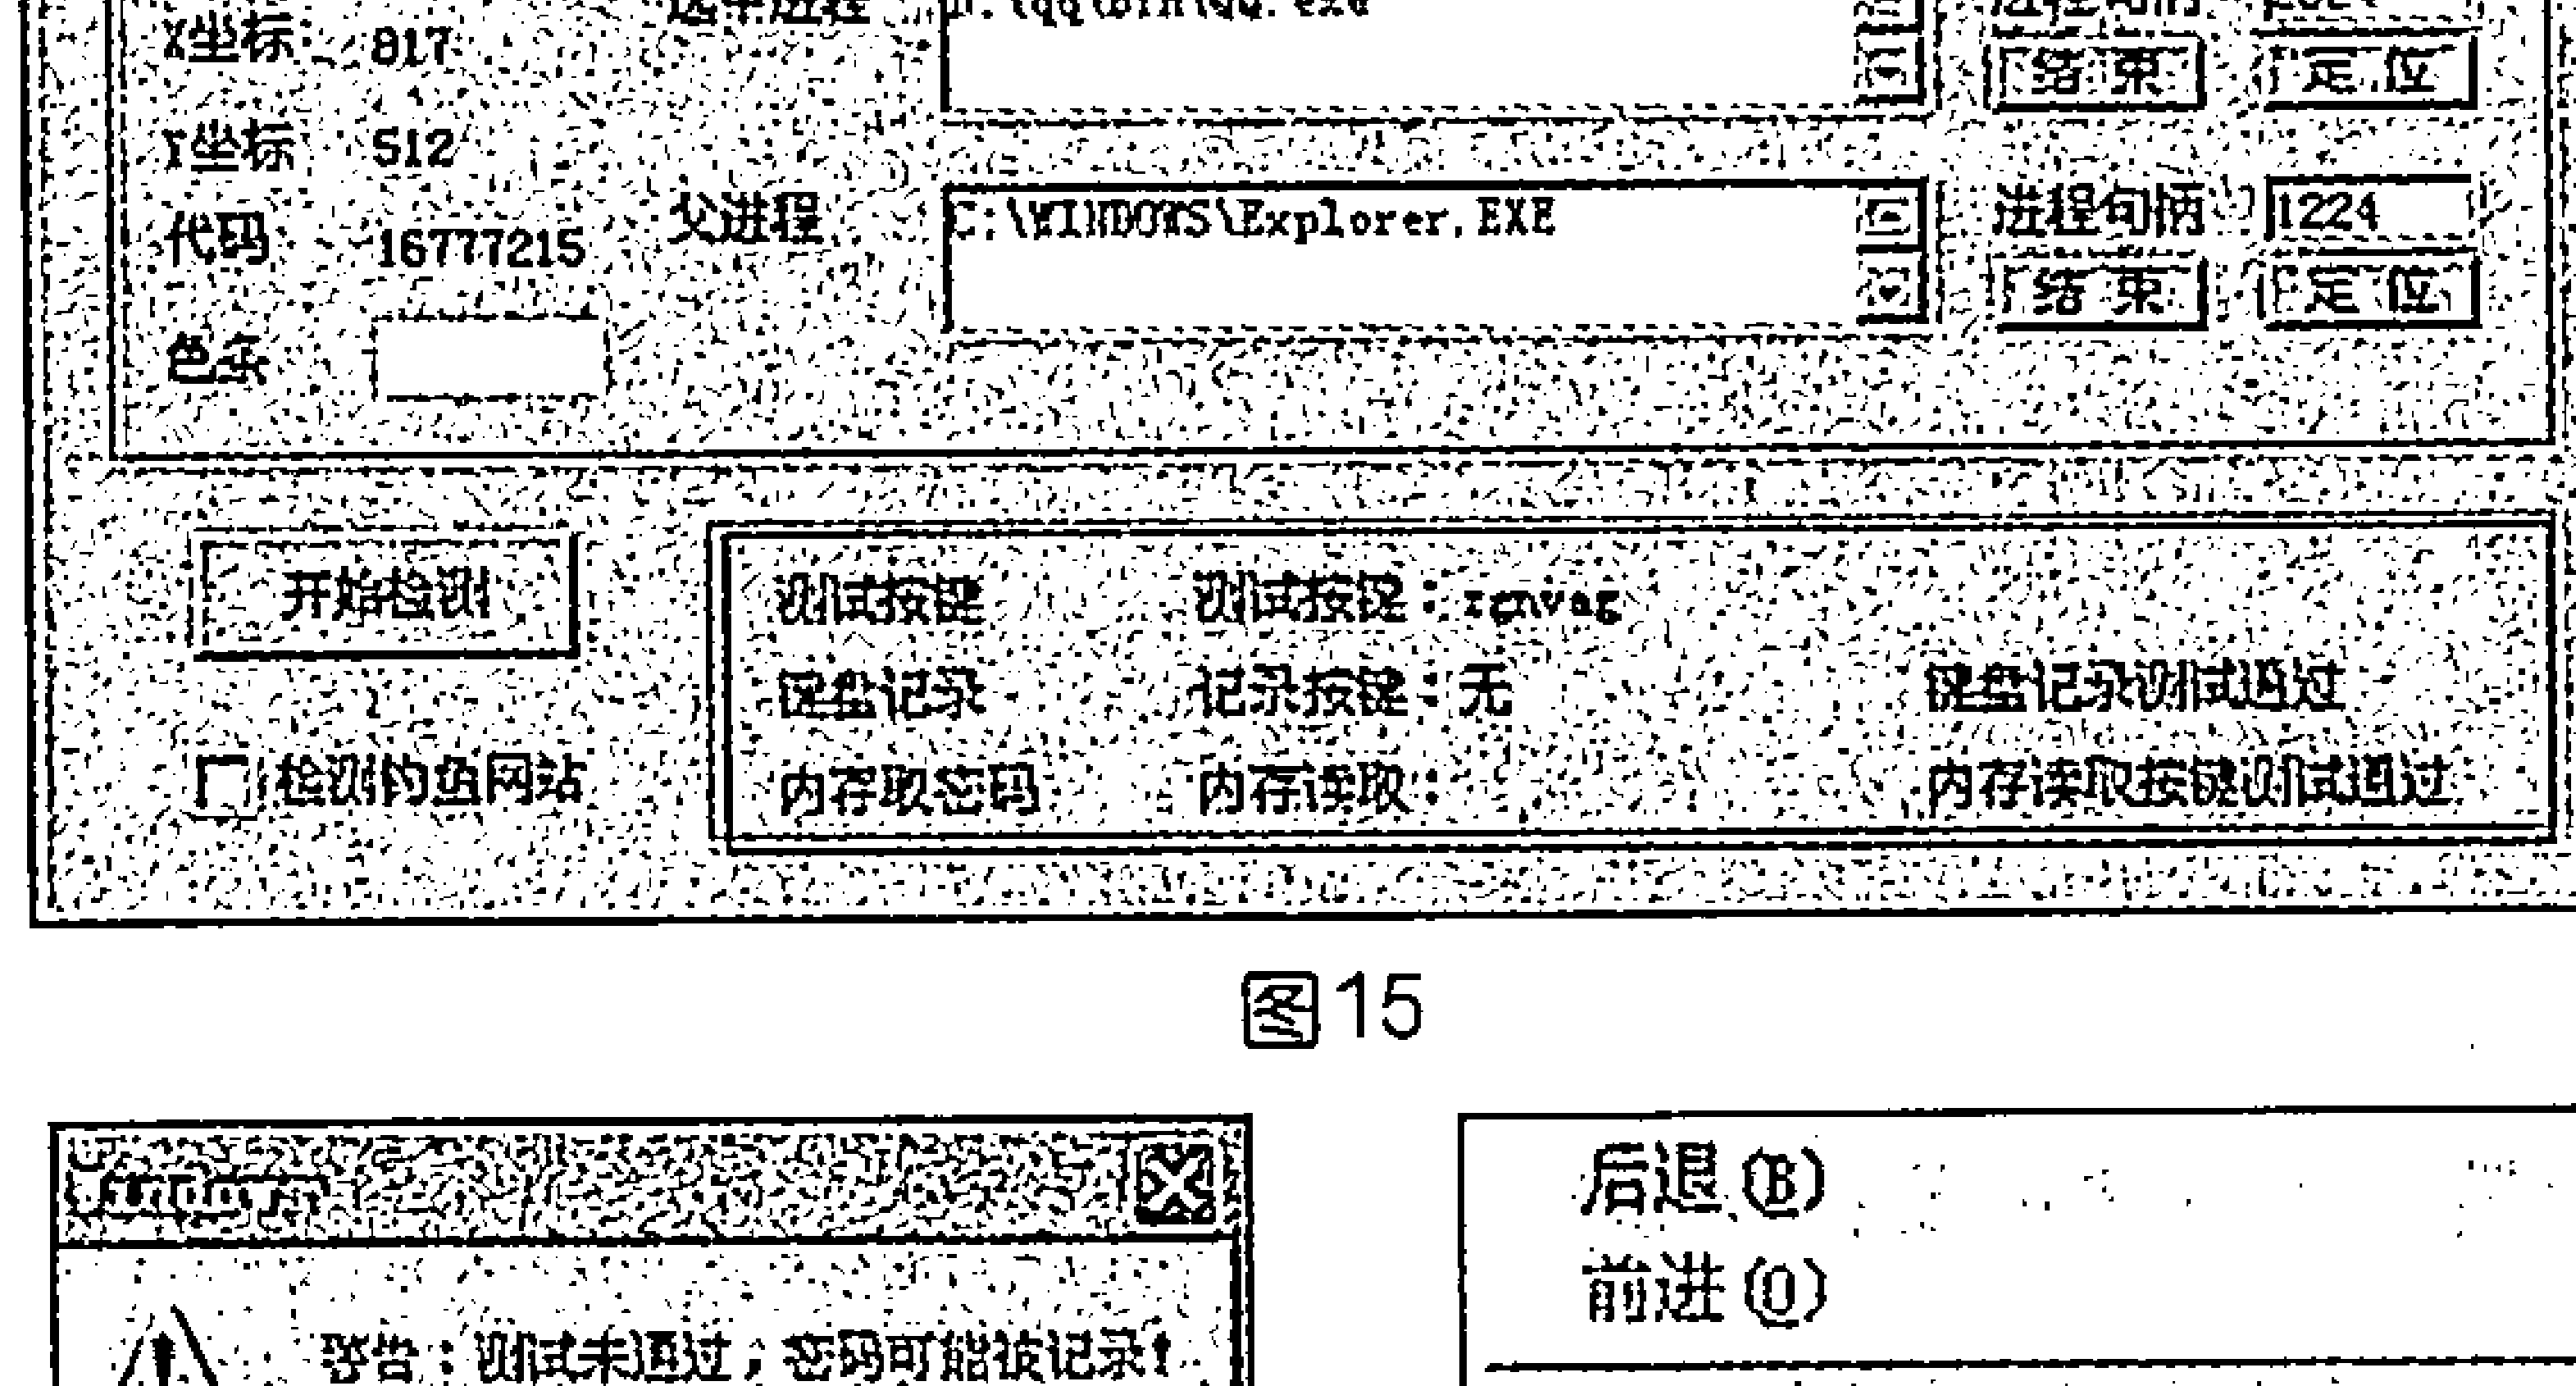 X坐标 817
结束 定位
Y坐标 512
父进程 C:\WINDOWS\Explorer.EXE 进程句柄 1224
代码 16777215
结束 定位
色杂
开始检测
测试按键 测试按键：
键盘记录 记录按键：无 键盘记录测试通过
检测钓鱼网站
内存取密码 内存读取： 内存读取按键测试通过
图15
Windows
警告：测试未通过，密码可能被记录！
后退(B)
前进(O)